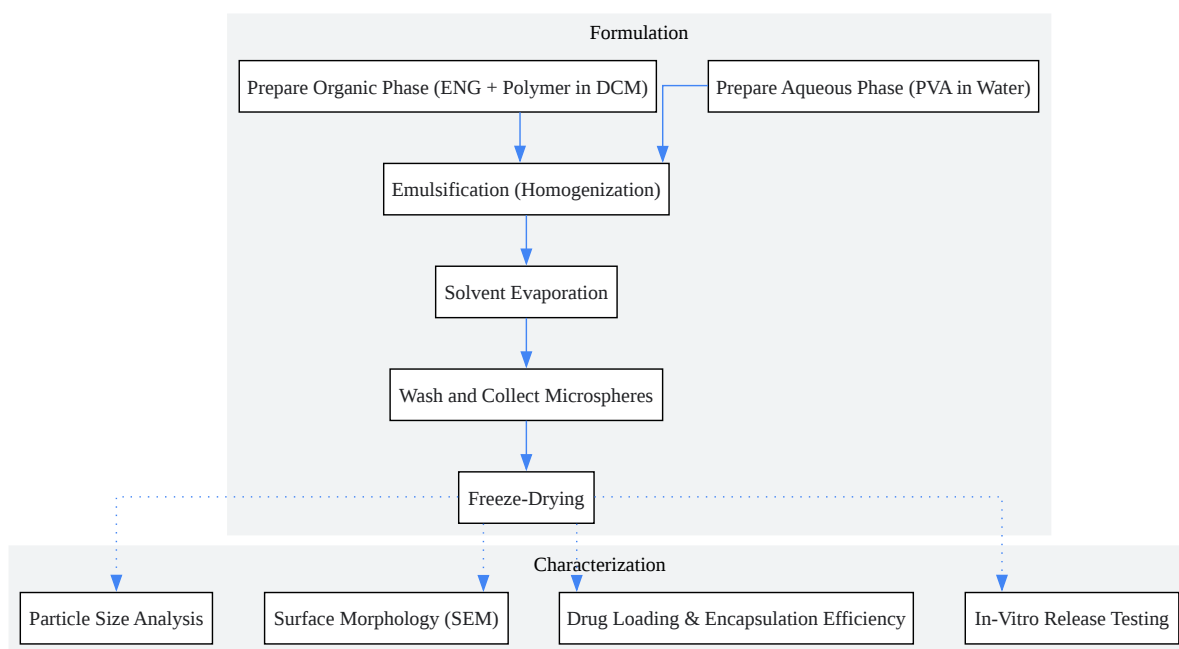 Formulation
Prepare Organic Phase (ENG + Polymer in DCM)
Prepare Aqueous Phase (PVA in Water)
Emulsification (Homogenization)
Solvent Evaporation
Wash and Collect Microspheres
Freeze-Drying
Characterization
Particle Size Analysis
Surface Morphology (SEM)
Drug Loading & Encapsulation Efficiency
In-Vitro Release Testing